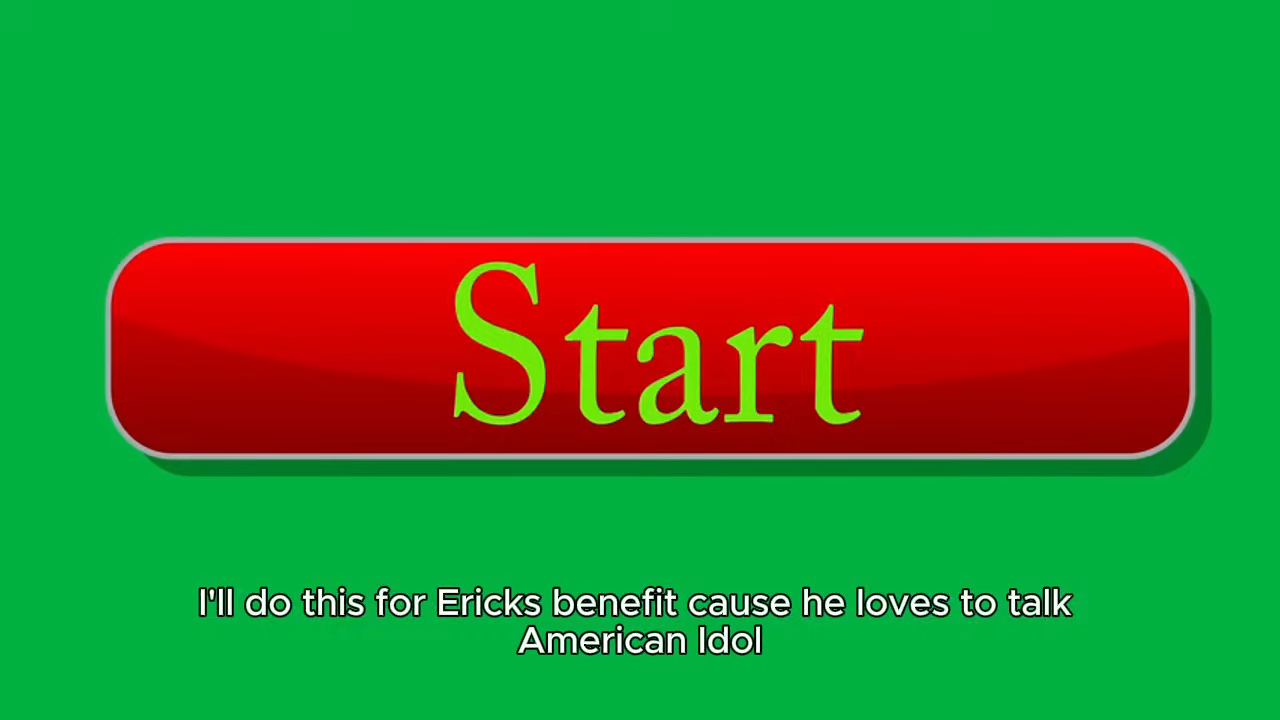 Start
I'll do this for Ericks benefit cause he loves to talk
American Idol